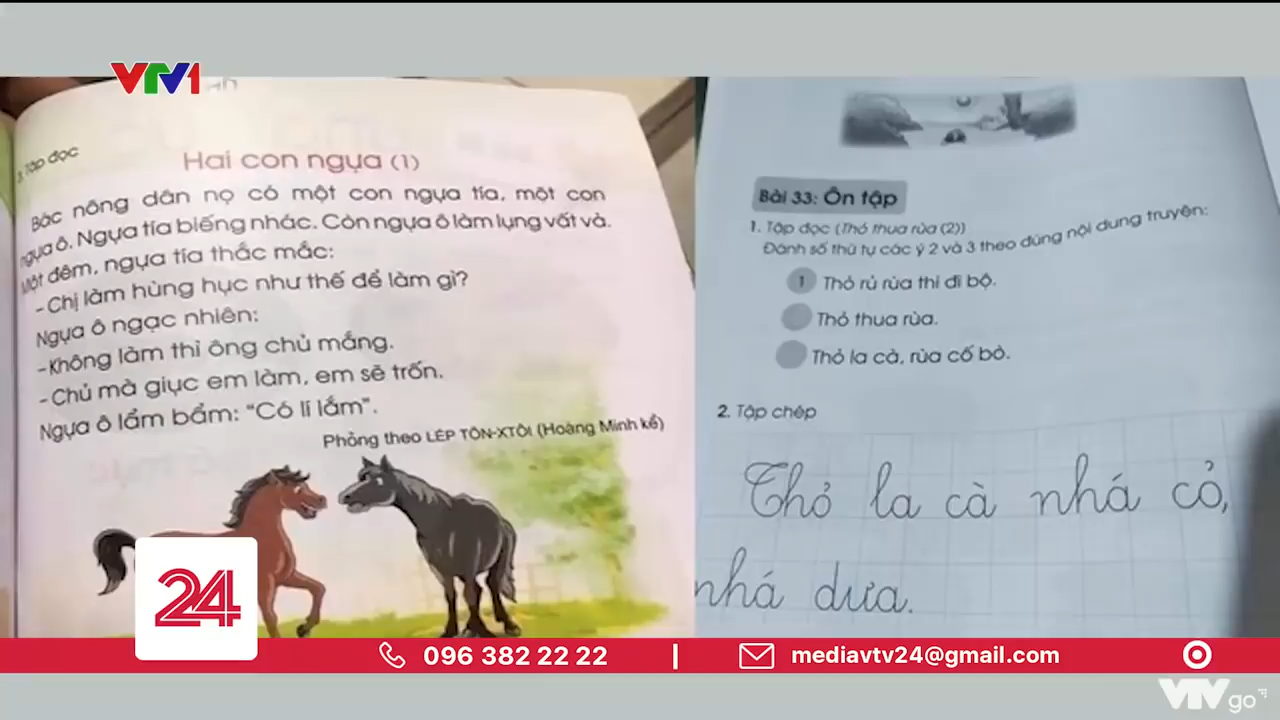 VTV1
3. Tập đọc
Hai con ngựa (1)
Bác nông dân nọ có một con ngựa tía, một con
ngựa ô. Ngựa tía biếng nhác. Còn ngựa ô làm lụng vất vả.
Một đêm, ngựa tía thắc mắc:
- Chị làm hùng hục như thế để làm gì?
Ngựa ô ngạc nhiên:
- Không làm thì ông chủ mắng.
- Chủ mà giục em làm, em sẽ trốn.
Ngựa ô lẩm bẩm: “Có lí lắm”.
Phỏng theo LÉP TÔN-XTÔI (Hoàng Minh kể)
Bài 33: Ôn tập
1. Tập đọc (Thỏ thua rùa (2))
Đánh số thứ tự các ý 2 và 3 theo đúng nội dung truyện:
1 Thỏ rủ rùa thi đi bộ.
Thỏ thua rùa.
Thỏ la cà, rùa cố bò.
2. Tập chép
Thỏ la cà nhá cỏ,
nhá dưa.
24
096 382 22 22 | mediavtv24@gmail.com
VTV go